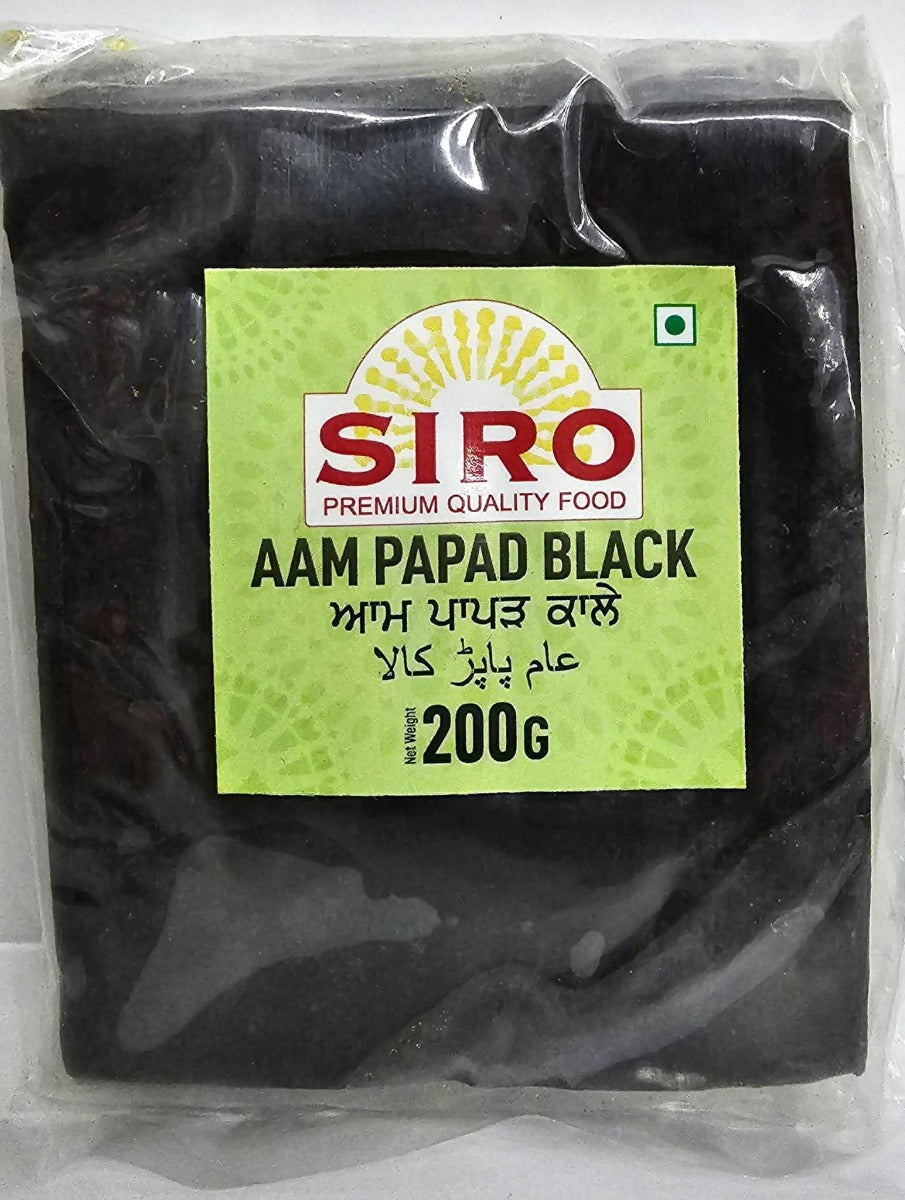 SIRO
PREMIUM QUALITY FOOD
AAM PAPAD BLACK
ਆਮ ਪਾਪੜ ਕਾਲੇ
عام پاپڑ کالا
Net Weight 200G